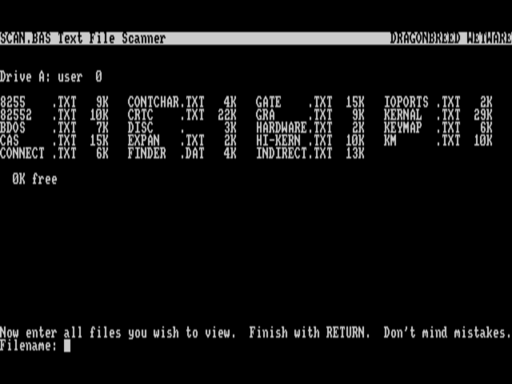 SCAN.BAS Text File Scanner DRAGONBREED WETWARE
Drive A: user 0
8255 .TXT 9K CONTCHAR.TXT 4K GATE .TXT 15K IOPORTS .TXT 2K
82552 .TXT 10K CRTC .TXT 22K GRA .TXT 9K KERNAL .TXT 29K
BDOS .TXT 7K DISC . 3K HARDWARE.TXT 2K KEYMAP .TXT 6K
CAS .TXT 15K EXPAN .TXT 2K HI-KERN .TXT 10K KM .TXT 10K
CONNECT .TXT 6K FINDER .DAT 4K INDIRECT.TXT 13K
0K free
Now enter all files you wish to view. Finish with RETURN. Don't mind mistakes.
Filename: